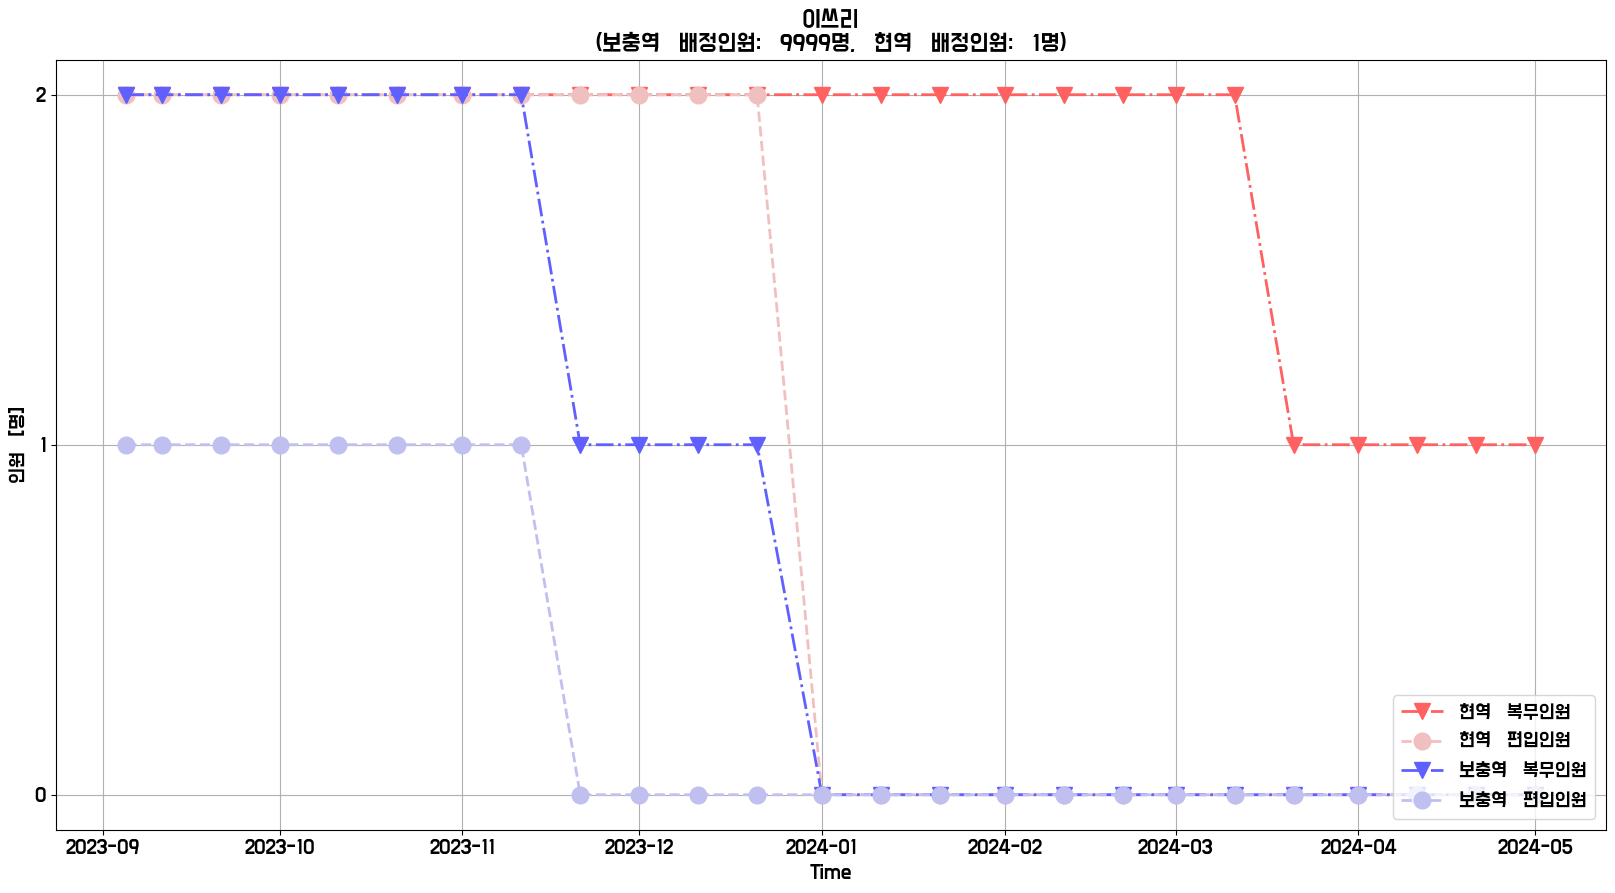 이쓰리
(보충역 배정인원: 9999명, 현역 배정인원: 1명)
인원 [명]
2
1
0
2023-09 2023-10 2023-11 2023-12 2024-01 2024-02 2024-03 2024-04 2024-05
Time
현역 복무인원
현역 편입인원
보충역 복무인원
보충역 편입인원